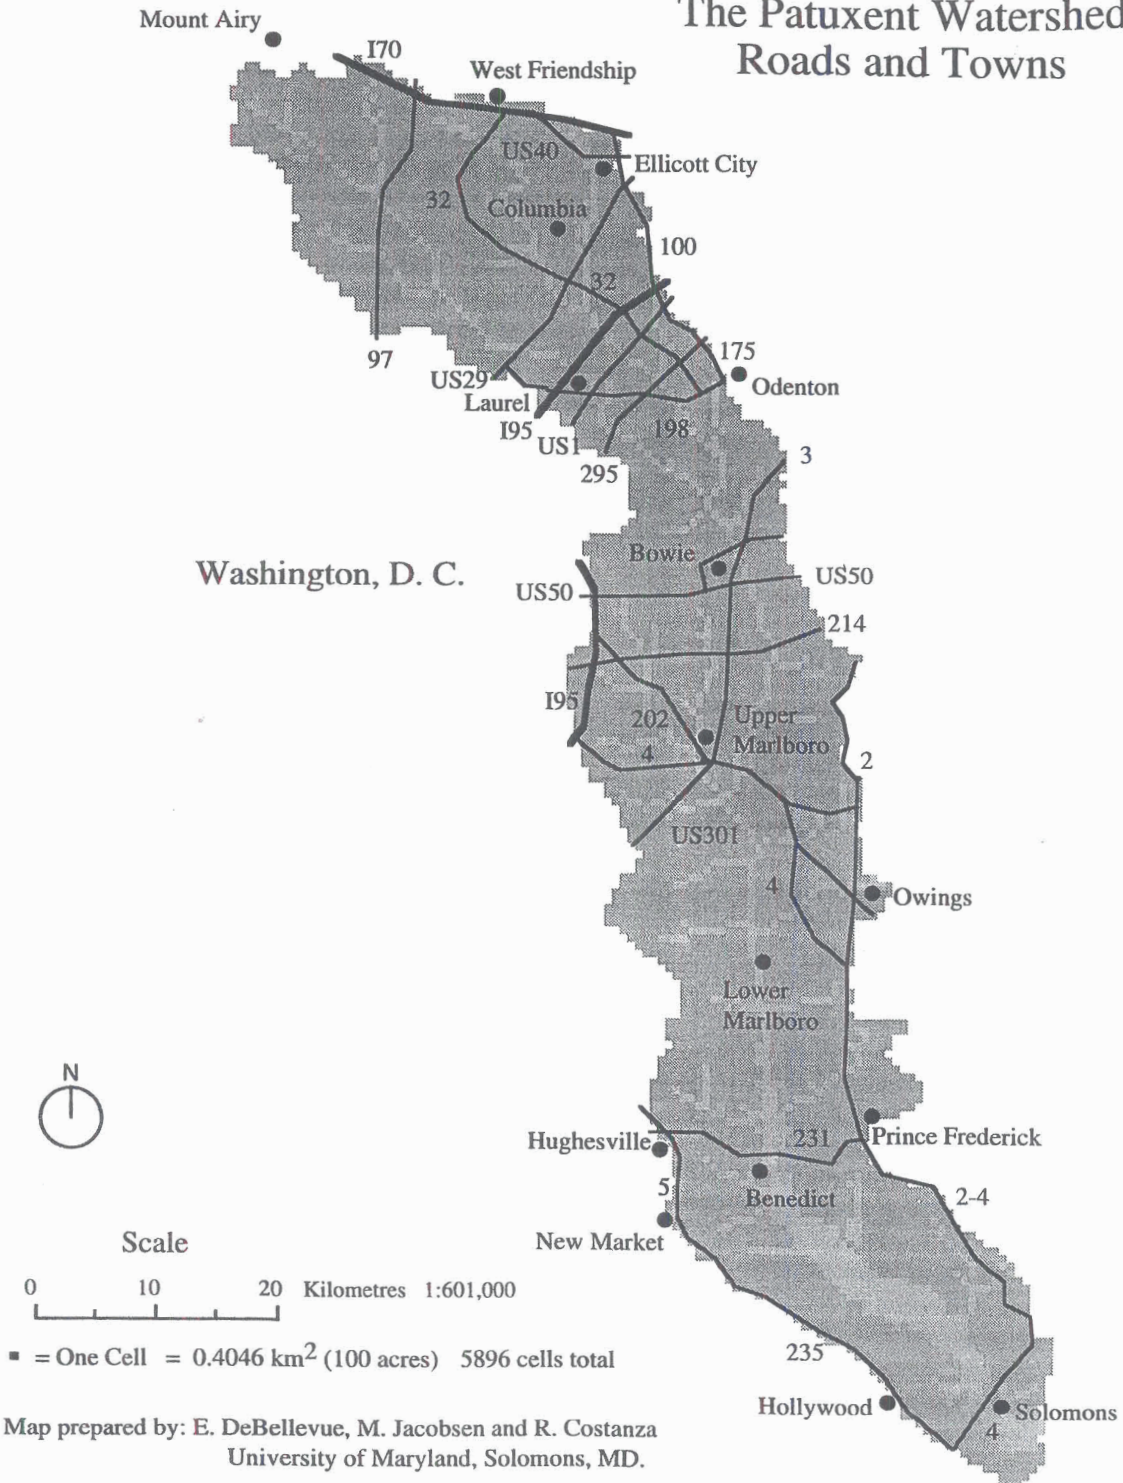 The Patuxent Watershed
Roads and Towns
Mount Airy
I70
West Friendship
US40
Ellicott City
32
Columbia
100
32
97
175
US29
Odenton
Laurel
I95
198
US1
295
3
Bowie
Washington, D. C.
US50
US50
214
I95
202
Upper
Marlboro
4
2
US301
4
Owings
Lower
Marlboro
N
Hughesville
231
Prince Frederick
5
Benedict
2-4
New Market
Scale
0 10 20 Kilometres 1:601,000
235
= One Cell = 0.4046 km² (100 acres) 5896 cells total
Hollywood
Solomons
4
Map prepared by: E. DeBellevue, M. Jacobsen and R. Costanza
University of Maryland, Solomons, MD.